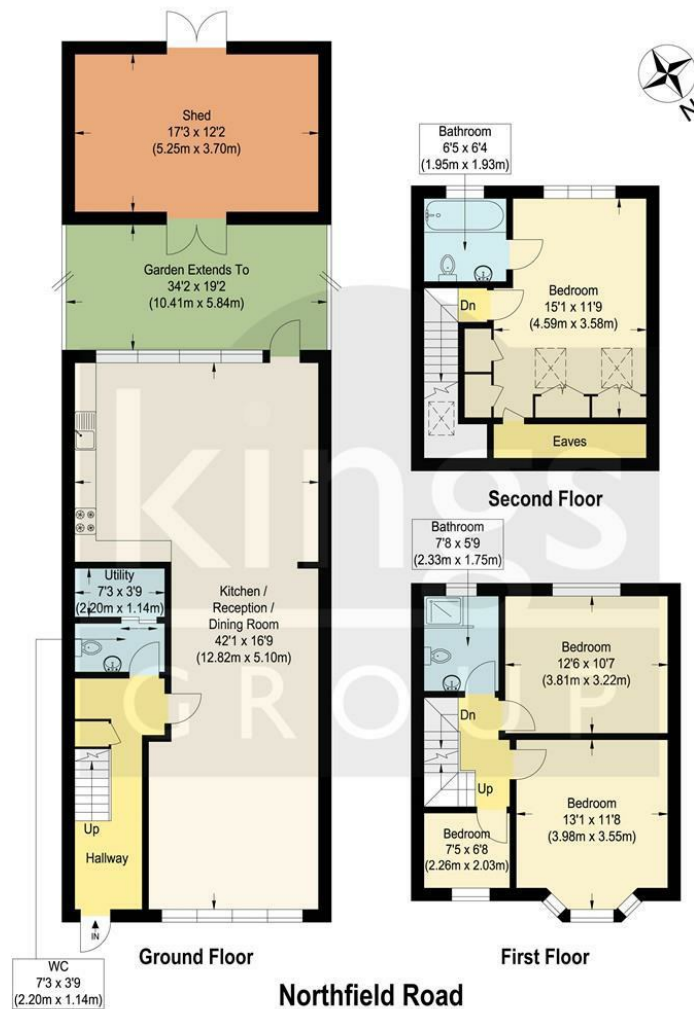 Shed
17'3 x 12'2
(5.25m x 3.70m)
N
Garden Extends To
34'2 x 19'2
(10.41m x 5.84m)
Bathroom
6'5 x 6'4
(1.95m x 1.93m)
Dn
Bedroom
15'1 x 11'9
(4.59m x 3.58m)
Eaves
Second Floor
kings
GROUP
Utility
7'3 x 3'9
(2.20m x 1.14m)
Kitchen /
Reception /
Dining Room
42'1 x 16'9
(12.82m x 5.10m)
Up
Hallway
IN
WC
7'3 x 3'9
(2.20m x 1.14m)
Ground Floor
Bathroom
7'8 x 5'9
(2.33m x 1.75m)
Bedroom
12'6 x 10'7
(3.81m x 3.22m)
Dn
Up
Bedroom
7'5 x 6'8
(2.26m x 2.03m)
Bedroom
13'1 x 11'8
(3.98m x 3.55m)
First Floor
Northfield Road